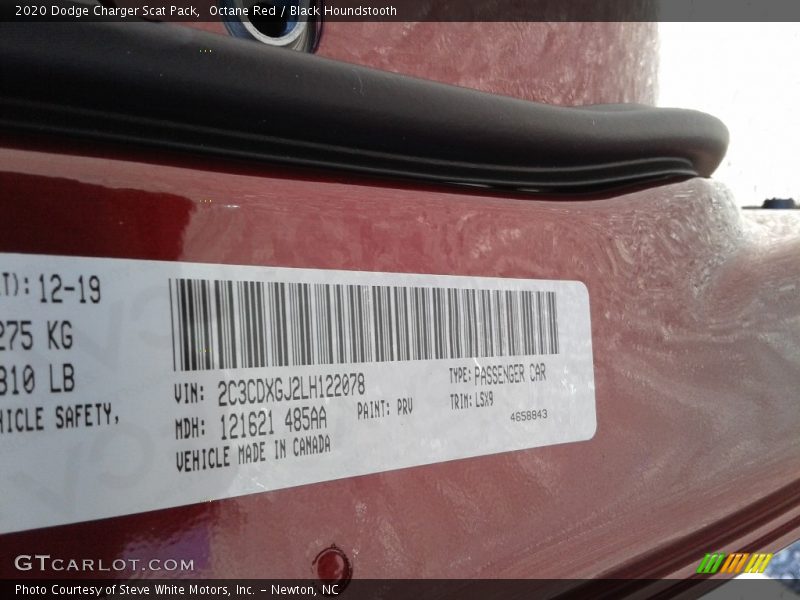 2020 Dodge Charger Scat Pack, Octane Red / Black Houndstooth
T): 12-19
275 KG
810 LB
HICLE SAFETY,
VIN: 2C3CDXGJ2LH122078
TYPE: PASSENGER CAR
MDH: 121621 485AA
PAINT: PRV
TRIM: LSX9
4658843
VEHICLE MADE IN CANADA
GTCARLOT.COM
Photo Courtesy of Steve White Motors, Inc. – Newton, NC